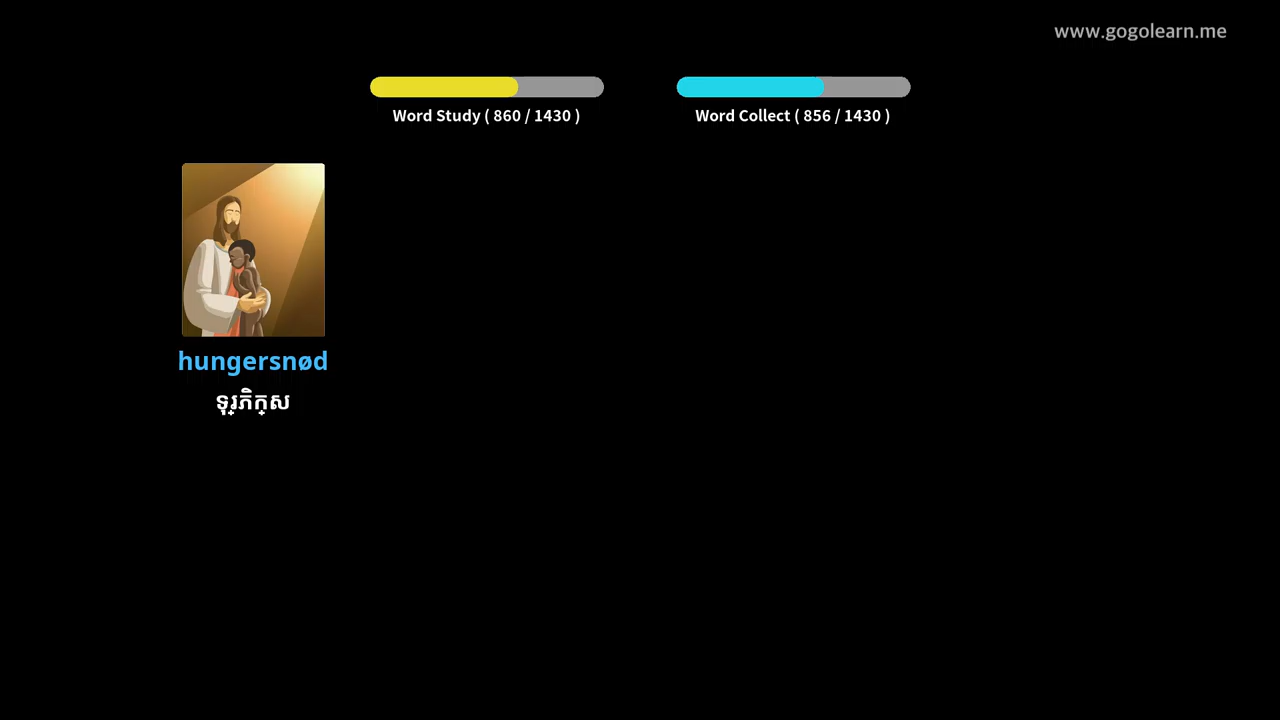 www.gogolearn.me
Word Study ( 860 / 1430 )
Word Collect ( 856 / 1430 )
hungersnød
ទុរ្ភិក្ស